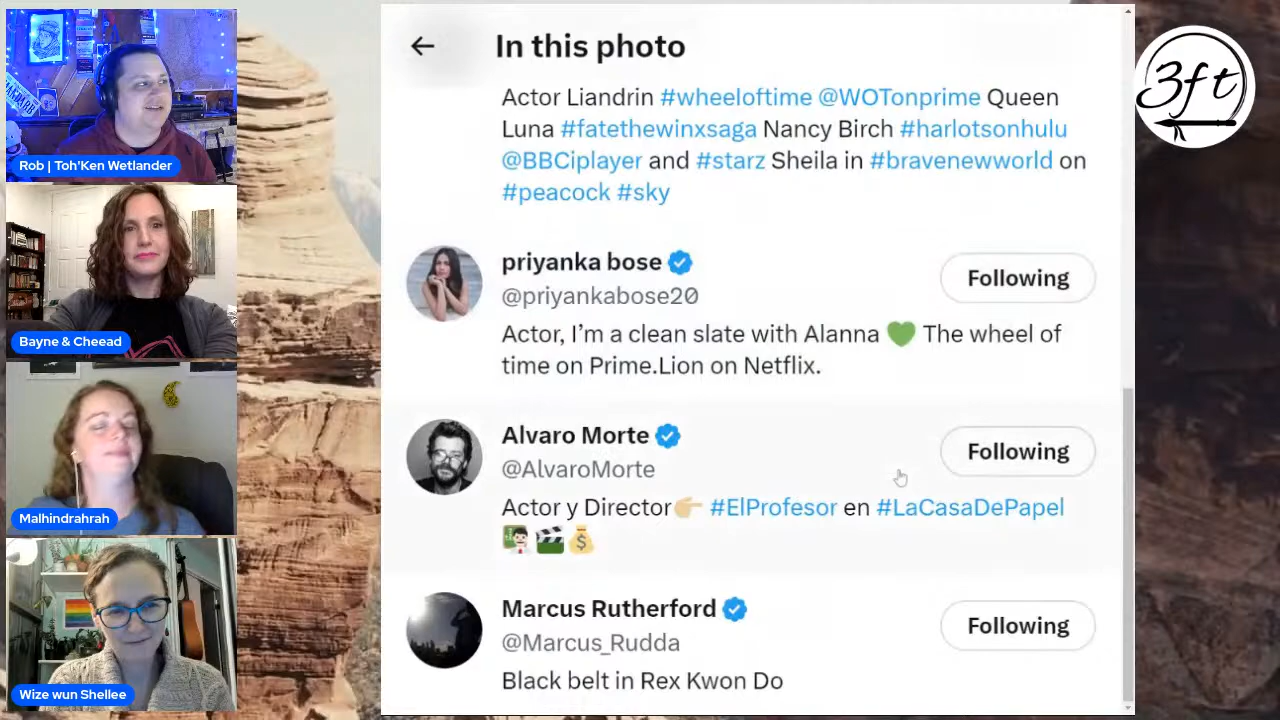 In this photo
Actor Liandrin #wheeloftime @WOTonprime Queen
Luna #fatethewinxsaga Nancy Birch #harlotsonhulu
@BBCiplayer and #starz Sheila in #bravenewworld on
#peacock #sky
priyanka bose
@priyankabose20
Following
Actor, I’m a clean slate with Alanna 💚 The wheel of
time on Prime.Lion on Netflix.
Alvaro Morte
@AlvaroMorte
Following
Actor y Director👉🏼 #ElProfesor en #LaCasaDePapel
👨🏻‍🏫🎬💰
Marcus Rutherford
@Marcus_Rudda
Following
Black belt in Rex Kwon Do
Rob | Toh'Ken Wetlander
Bayne & Cheead
Malhindrahrah
Wize wun Shellee
3ft